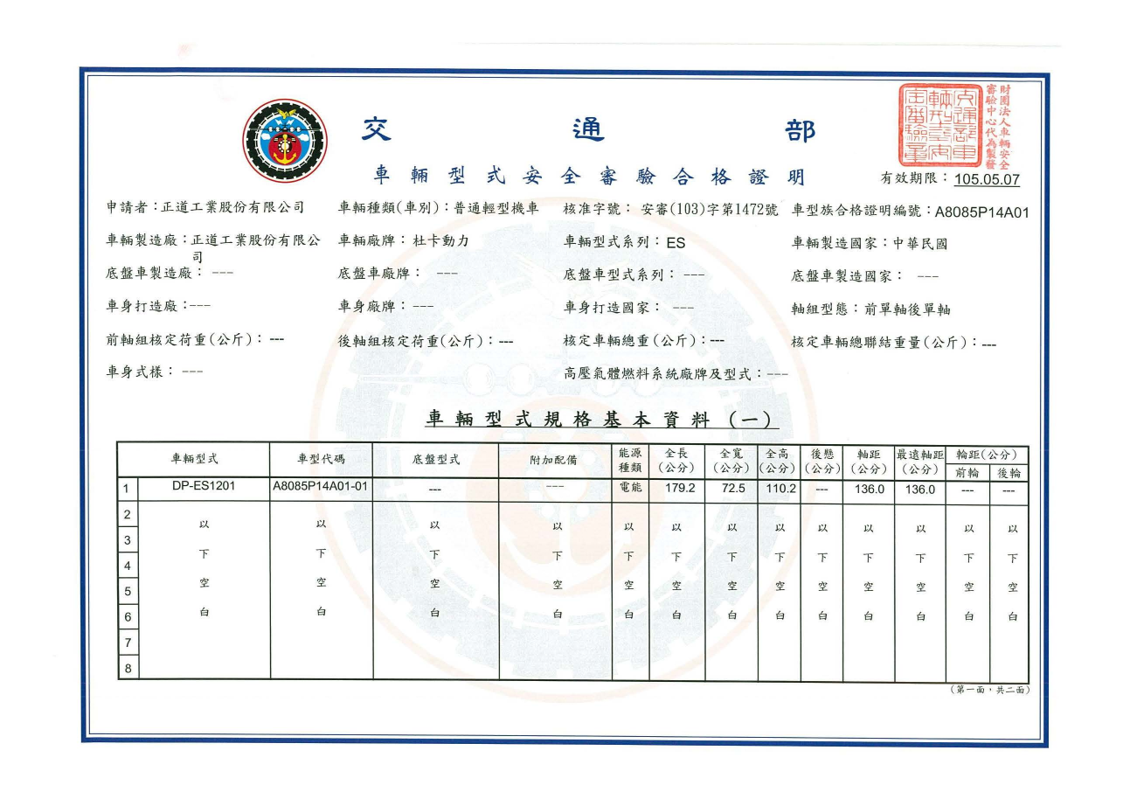 交通部
車輛型式安全審驗合格證明
財團法人車輛安全
審驗中心代為製發
有效期限：105.05.07
申請者：正道工業股份有限公司 車輛種類(車別)：普通輕型機車 核准字號： 安審(103)字第1472號 車型族合格證明編號：A8085P14A01
車輛製造廠：正道工業股份有限公司 車輛廠牌：杜卡動力 車輛型式系列：ES 車輛製造國家：中華民國
底盤車製造廠： --- 底盤車廠牌： --- 底盤車型式系列： --- 底盤車製造國家： ---
車身打造廠：--- 車身廠牌：--- 車身打造國家： --- 軸組型態：前單軸後單軸
前軸組核定荷重(公斤)：--- 後軸組核定荷重(公斤)：--- 核定車輛總重(公斤)：--- 核定車輛總聯結重量(公斤)：---
車身式樣： --- 高壓氣體燃料系統廠牌及型式：---
車輛型式規格基本資料（一）
車輛型式 車型代碼 底盤型式 附加配備 能源種類 全長(公分) 全寬(公分) 全高(公分) 後懸(公分) 軸距(公分) 最遠軸距(公分) 輪距(公分) 前輪 後輪
1 DP-ES1201 A8085P14A01-01 --- --- 電能 179.2 72.5 110.2 --- 136.0 136.0 --- ---
2 以 以 以 以 以 以 以 以 以 以 以 以 以
3
4 下 下 下 下 下 下 下 下 下 下 下 下 下
5 空 空 空 空 空 空 空 空 空 空 空 空 空
6 白 白 白 白 白 白 白 白 白 白 白 白 白
7
8
(第一面，共二面)